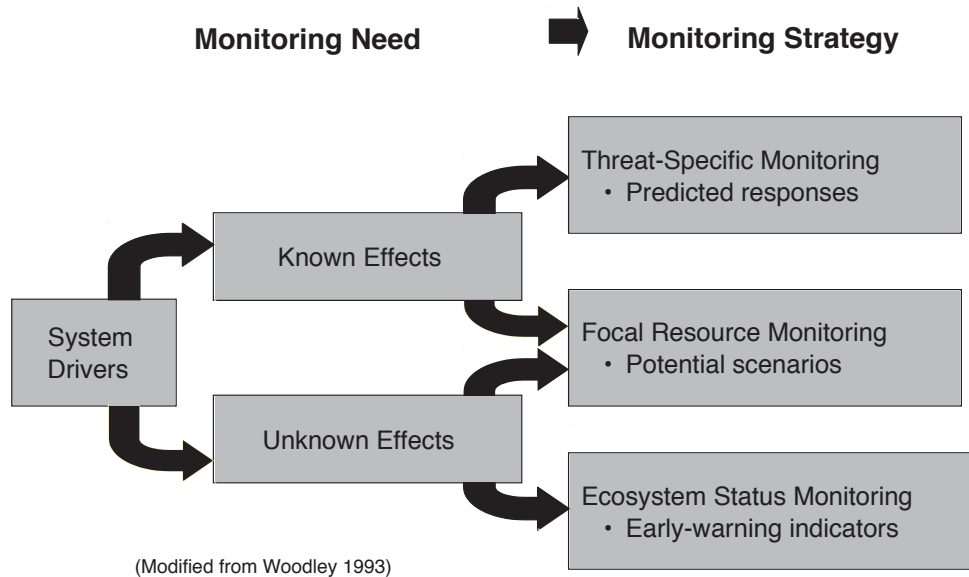 Monitoring Need
Monitoring Strategy
Threat-Specific Monitoring
• Predicted responses
Known Effects
System
Drivers
Focal Resource Monitoring
• Potential scenarios
Unknown Effects
Ecosystem Status Monitoring
• Early-warning indicators
(Modified from Woodley 1993)